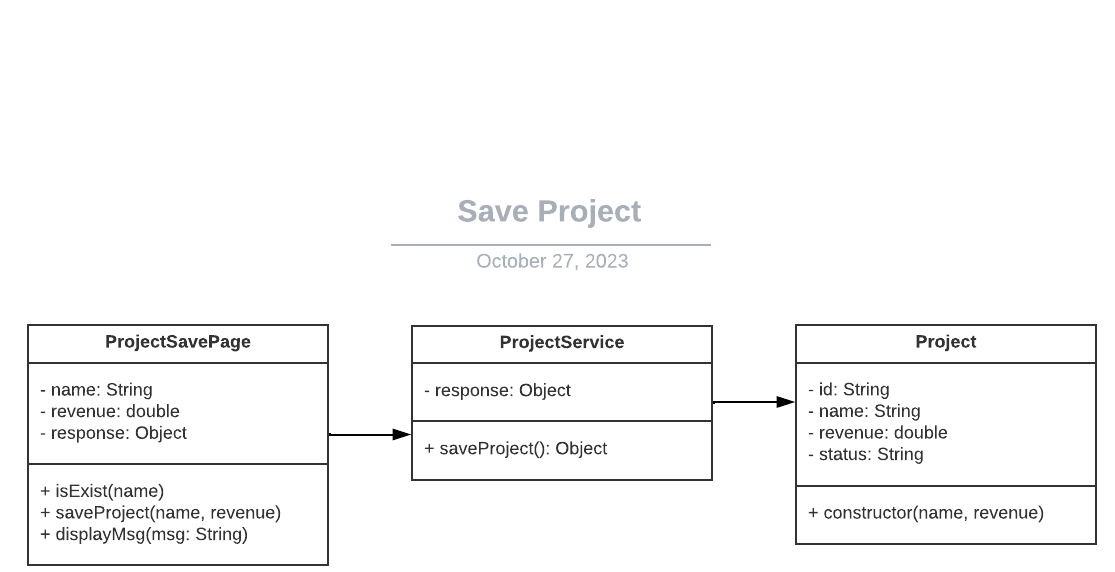 Save Project
October 27, 2023
ProjectSavePage
- name: String
- revenue: double
- response: Object
+ isExist(name)
+ saveProject(name, revenue)
+ displayMsg(msg: String)
ProjectService
- response: Object
+ saveProject(): Object
Project
- id: String
- name: String
- revenue: double
- status: String
+ constructor(name, revenue)